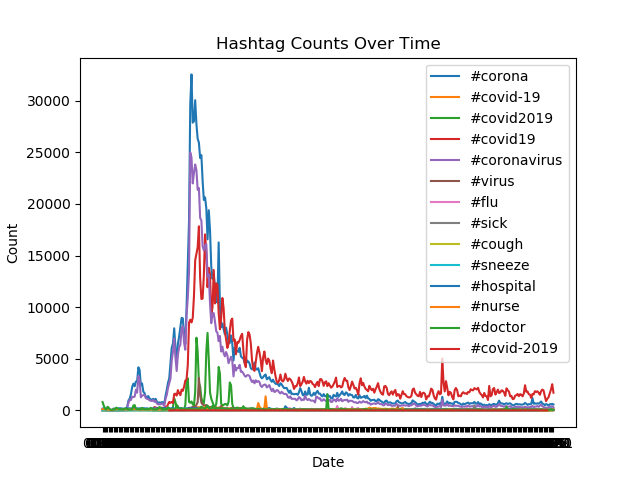 Hashtag Counts Over Time
30000
25000
20000
15000
10000
5000
0
Count
#corona
#covid-19
#covid2019
#covid19
#coronavirus
#virus
#flu
#sick
#cough
#sneeze
#hospital
#nurse
#doctor
#covid-2019
Date